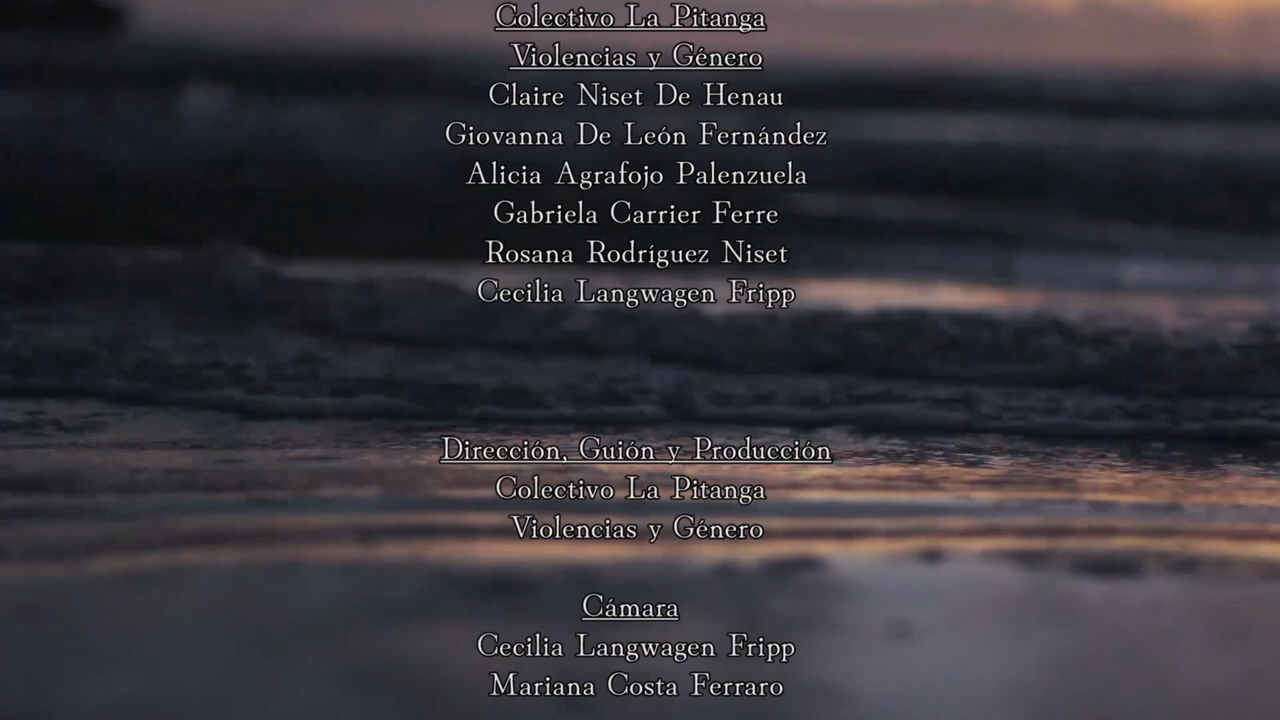 Colectivo La Pitanga
Violencias y Género
Claire Niset De Henau
Giovanna De León Fernández
Alicia Agrafojo Palenzuela
Gabriela Carrier Ferre
Rosana Rodríguez Niset
Cecilia Langwagen Fripp
Dirección, Guión y Producción
Colectivo La Pitanga
Violencias y Género
Cámara
Cecilia Langwagen Fripp
Mariana Costa Ferraro